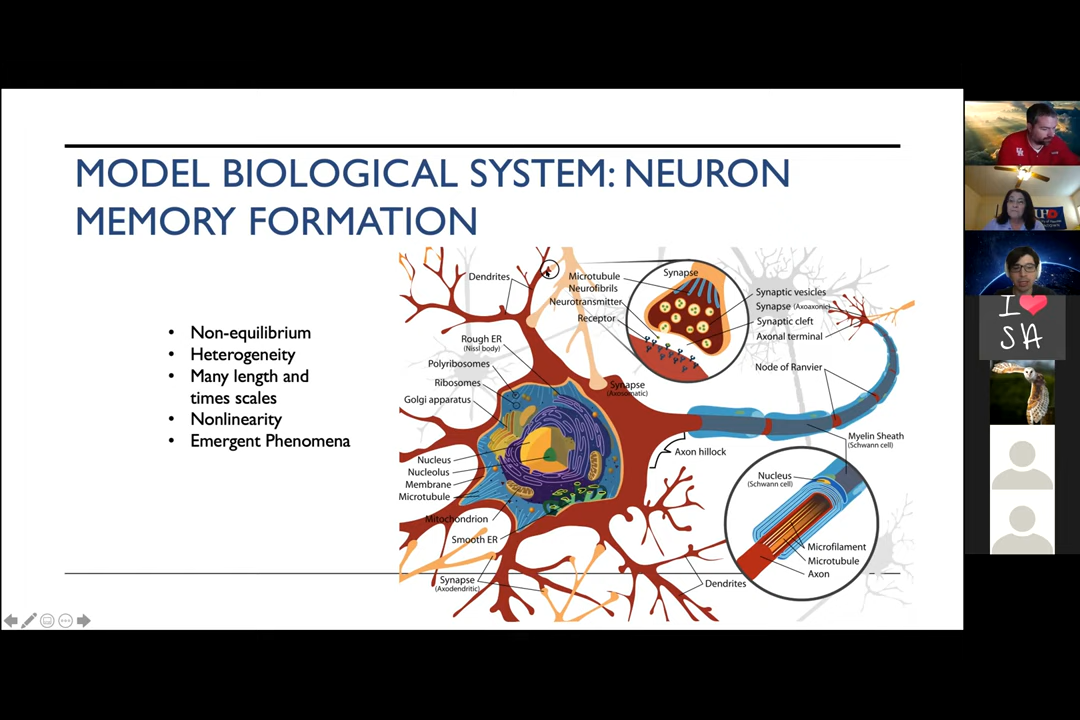 MODEL BIOLOGICAL SYSTEM: NEURON
MEMORY FORMATION
• Non-equilibrium
• Heterogeneity
• Many length and
times scales
• Nonlinearity
• Emergent Phenomena
Dendrites
Microtubule
Neurofibrils
Neurotransmitter
Receptor
Synapse
Synaptic vesicles
Synapse (Axoaxonic)
Synaptic cleft
Axonal terminal
Rough ER
(Nissl body)
Polyribosomes
Ribosomes
Golgi apparatus
Synapse
(Axosomatic)
Node of Ranvier
Nucleus
Nucleolus
Membrane
Microtubule
Mitochondrion
Smooth ER
Synapse
(Axodendritic)
Axon hillock
Myelin Sheath
(Schwann cell)
Nucleus
(Schwann cell)
Microfilament
Microtubule
Axon
Dendrites
I
SA